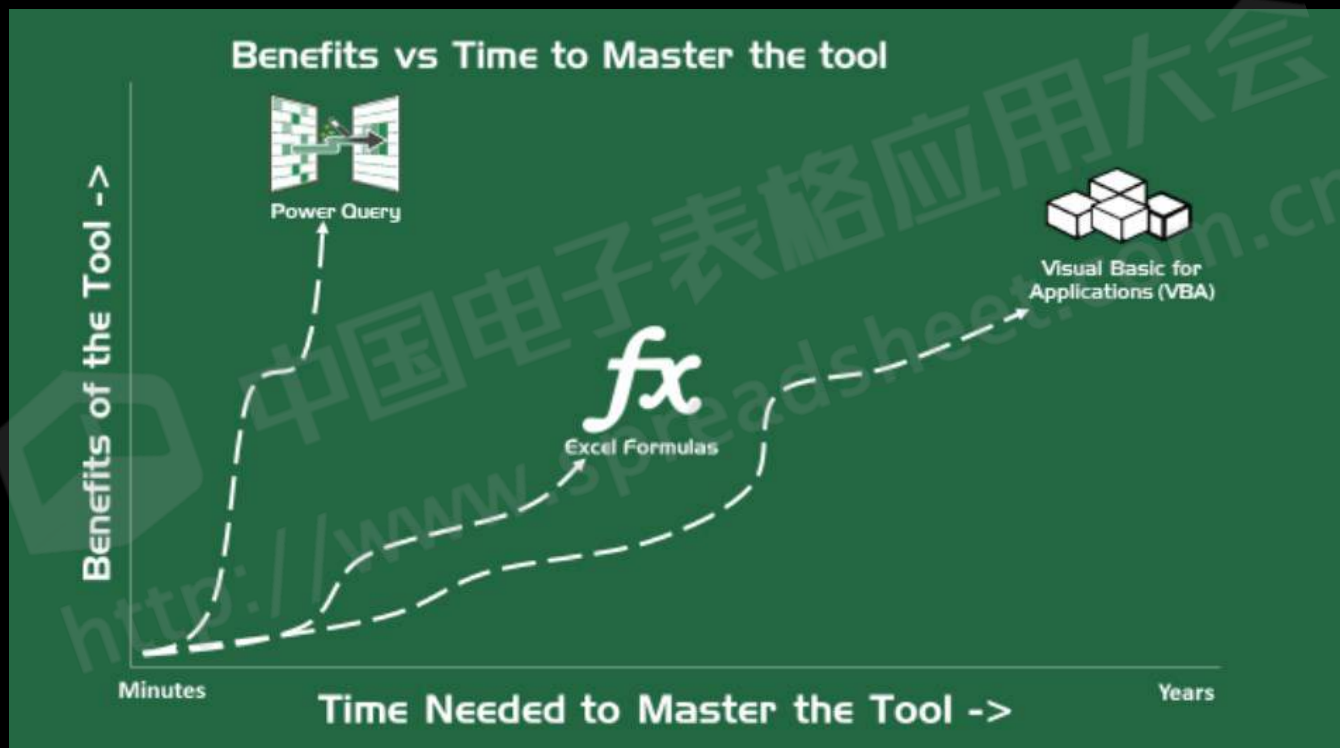 Benefits vs Time to Master the tool
Benefits of the Tool ->
Power Query
Visual Basic for
Applications (VBA)
fx
Excel Formulas
Minutes
Years
Time Needed to Master the Tool ->
中国电子表格应用大会
http://www.spreadsheet.com.cn